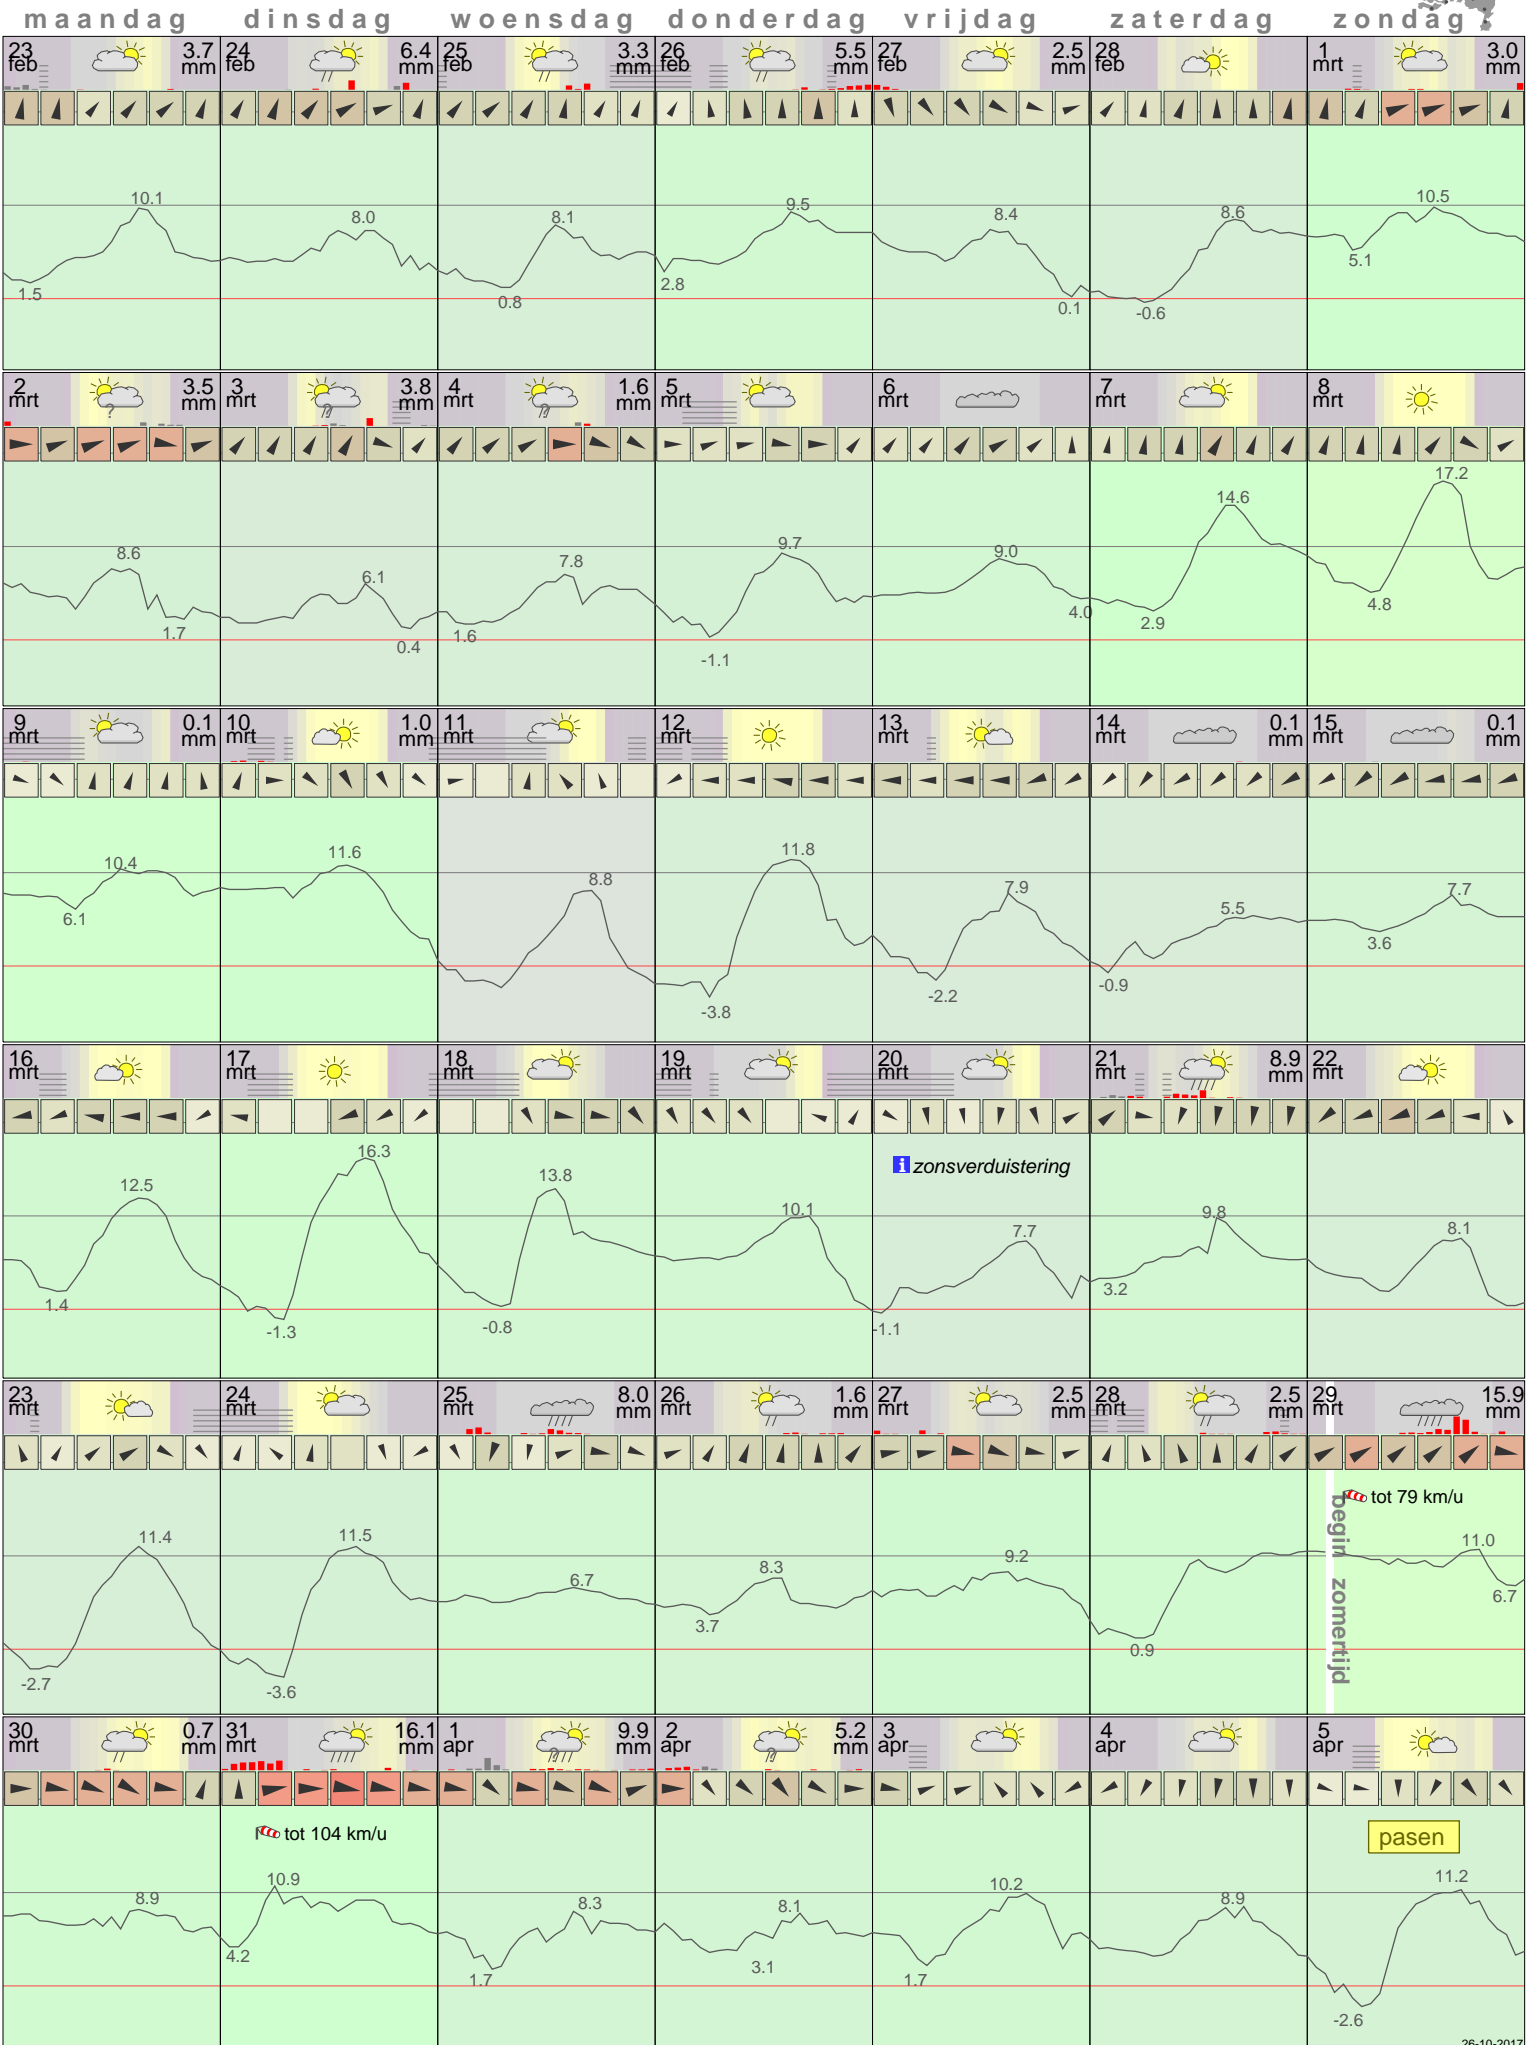 maandag dinsdag woensdag donderdag vrijdag zaterdag zondag
23 feb 3.7 mm 24 feb 6.4 mm 25 feb 3.3 mm 26 feb 5.5 mm 27 feb 2.5 mm 28 feb 1 mrt 3.0 mm
10.1 8.0 8.1 9.5 8.4 8.6 10.5
1.5 0.8 2.8 0.1 -0.6 5.1
2 mrt 3.5 mm 3 mrt 3.8 mm 4 mrt 1.6 mm 5 mrt 6 mrt 7 mrt 8 mrt
8.6 6.1 7.8 9.7 9.0 14.6 17.2
1.7 0.4 1.6 -1.1 4.0 2.9 4.8
9 mrt 0.1 mm 10 mrt 1.0 mm 11 mrt 12 mrt 13 mrt 14 mrt 0.1 mm 15 mrt 0.1 mm
10.4 11.6 8.8 11.8 7.9 5.5 7.7
6.1 -3.8 -2.2 -0.9 3.6
16 mrt 17 mrt 18 mrt 19 mrt 20 mrt 21 mrt 8.9 mm 22 mrt
i zonsverduistering
12.5 16.3 13.8 10.1 7.7 9.8 8.1
1.4 -1.3 -0.8 -1.1 3.2
23 mrt 24 mrt 25 mrt 8.0 mm 26 mrt 1.6 mm 27 mrt 2.5 mm 28 mrt 2.5 mm 29 mrt 15.9 mm
tot 79 km/u
begin zomertijd
11.4 11.5 6.7 8.3 9.2 11.0
-2.7 -3.6 3.7 0.9 6.7
30 mrt 0.7 mm 31 mrt 16.1 mm 1 apr 9.9 mm 2 apr 5.2 mm 3 apr 4 apr 5 apr
tot 104 km/u
pasen
8.9 10.9 8.3 8.1 10.2 8.9 11.2
4.2 1.7 3.1 1.7 -2.6
26-10-2017